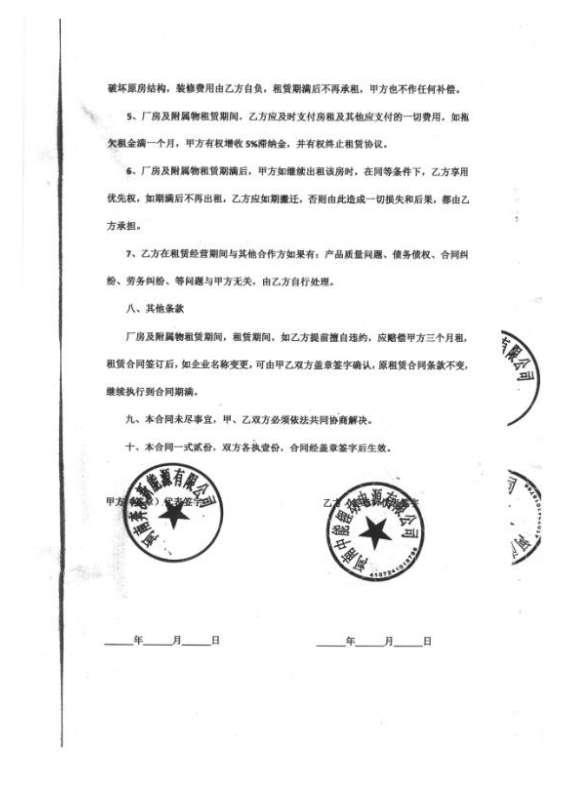 破坏原房结构，装修费用由乙方自负，租赁期满后不再承租，甲方也不作任何补偿。
5、厂房及附属物租赁期间，乙方应及时支付房租及其他应支付的一切费用，如拖
欠租金满一个月，甲方有权增收 5%滞纳金，并有权终止租赁协议。
6、厂房及附属物租赁期满后，甲方如继续出租该房时，在同等条件下，乙方享用
优先权，如期满后不再出租，乙方应如期搬迁，否则由此造成一切损失和后果，都由乙
方承担。
7、乙方在租赁经营期间与其他合作方如果有：产品质量问题、债务债权、合同纠
纷、劳务纠纷、等问题与甲方无关，由乙方自行处理。
八、其他条款
厂房及附属物租赁期间，租赁期间，如乙方提前擅自违约，应赔偿甲方三个月租，
租赁合同签订后，如企业名称变更，可由甲乙双方盖章签字确认，原租赁合同条款不变，
继续执行到合同期满。
九、本合同未尽事宜，甲、乙双方必须依法共同协商解决。
十、本合同一式贰份，双方各执壹份，合同经盖章签字后生效。
有限公司
甲方 章）代表签字
新能源有限公司
乙方 签字
河南中能 电源有限公司
_____年_____月_____日 _____年_____月_____日